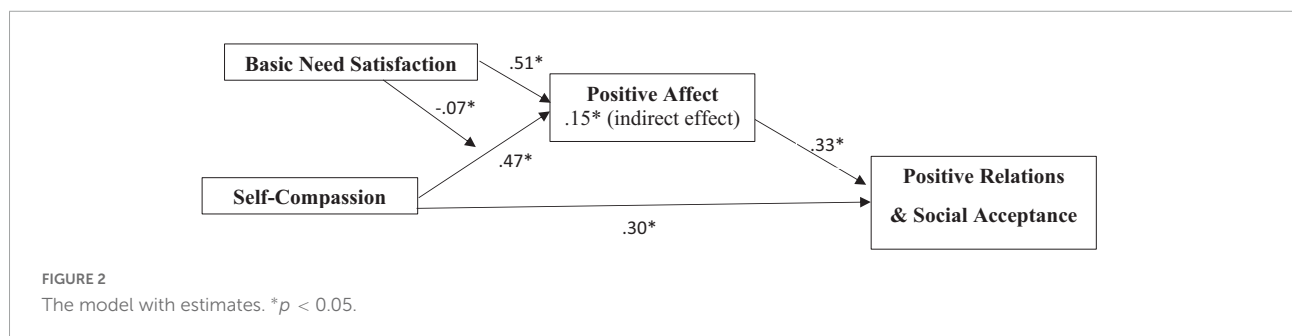 Basic Need Satisfaction
.51*
-.07*
Positive Affect
.15* (indirect effect)
.47*
.33*
Self-Compassion
Positive Relations
& Social Acceptance
.30*
FIGURE 2
The model with estimates. *p < 0.05.